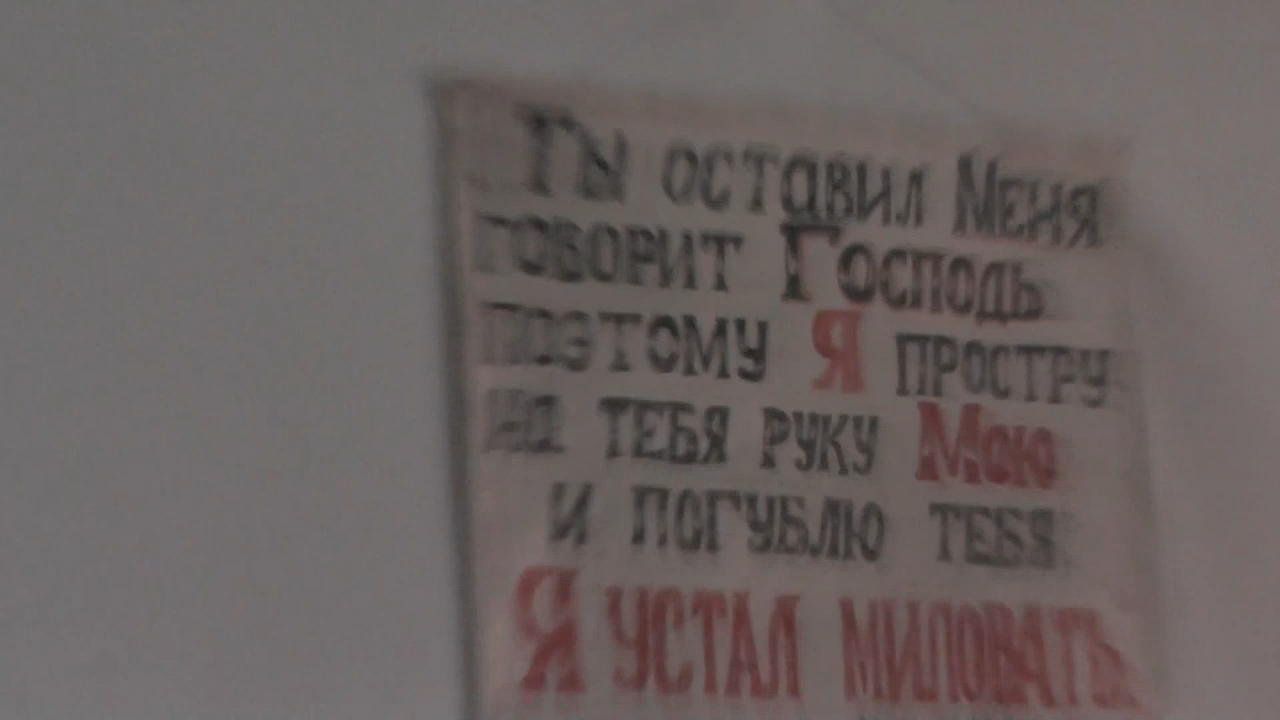 Ты оставил Меня
говорит Господь
поэтому Я простру
на тебя руку Мою
и погублю тебя:
Я устал миловать